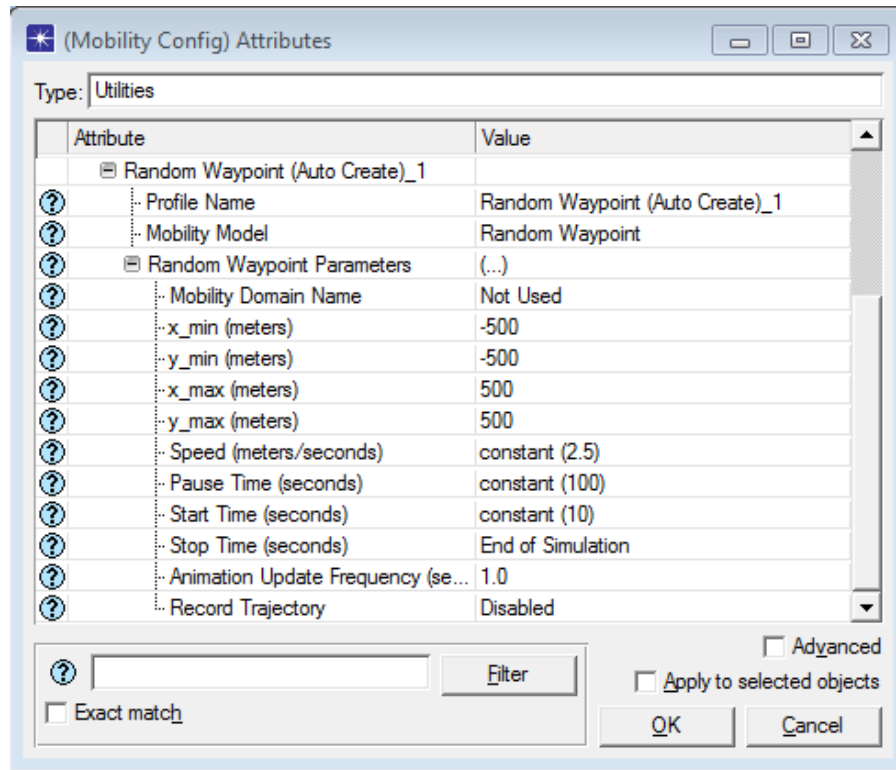 (Mobility Config) Attributes
Type: Utilities
Attribute Value
Random Waypoint (Auto Create)_1
Profile Name Random Waypoint (Auto Create)_1
Mobility Model Random Waypoint
Random Waypoint Parameters (...)
Mobility Domain Name Not Used
x_min (meters) -500
y_min (meters) -500
x_max (meters) 500
y_max (meters) 500
Speed (meters/seconds) constant (2.5)
Pause Time (seconds) constant (100)
Start Time (seconds) constant (10)
Stop Time (seconds) End of Simulation
Animation Update Frequency (se... 1.0
Record Trajectory Disabled
Advanced
Filter
Apply to selected objects
Exact match
OK Cancel